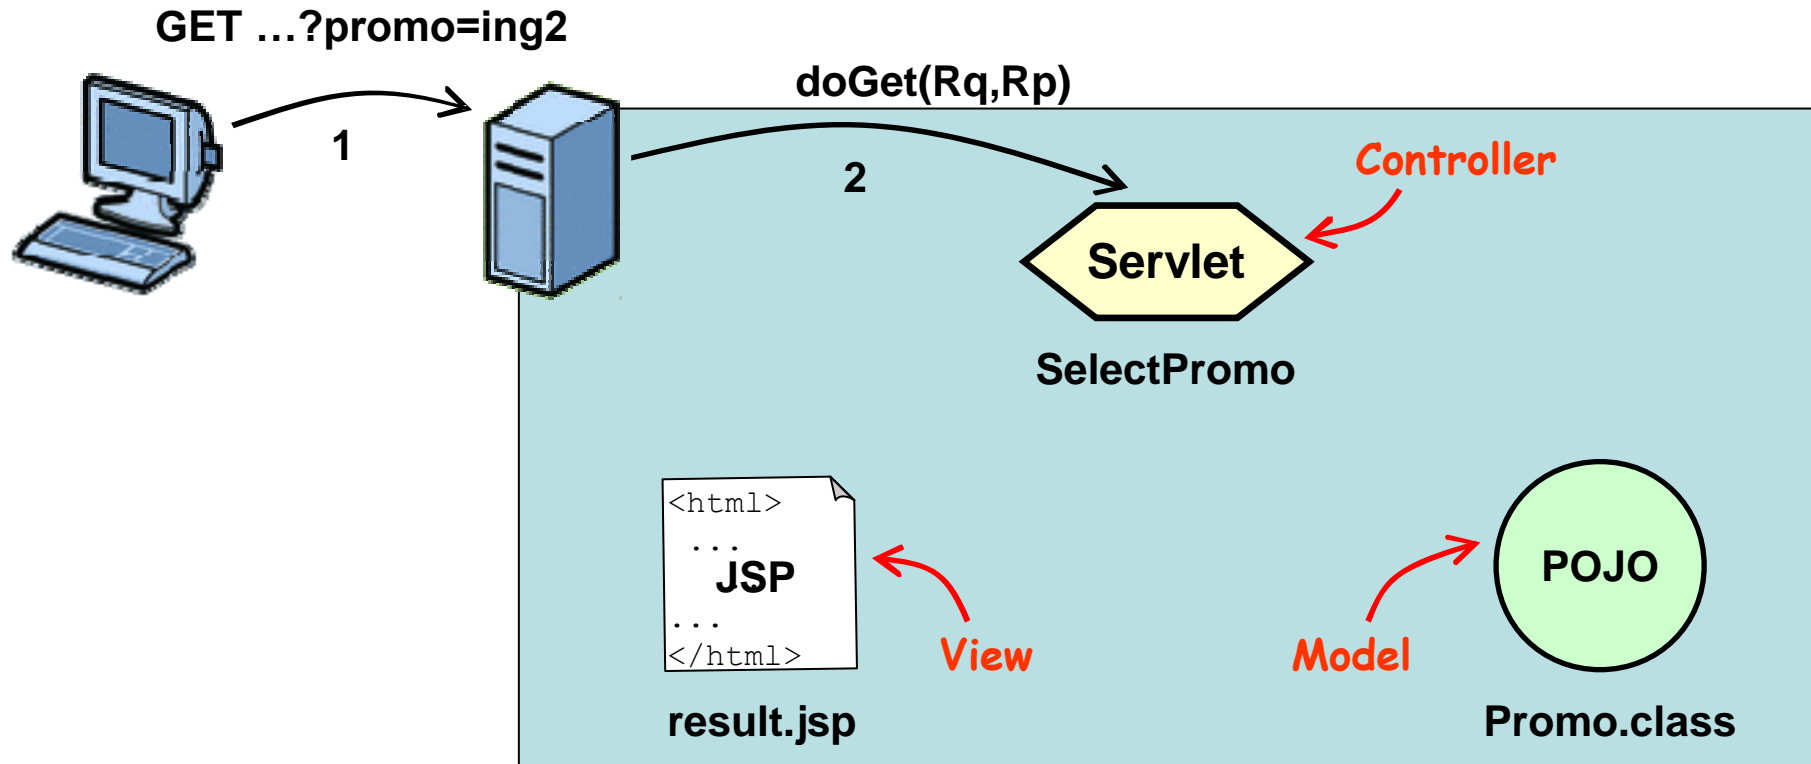 GET …?promo=ing2
doGet(Rq,Rp)
1
2
Controller
Servlet
SelectPromo
<html>
...
JSP
...
</html>
View
result.jsp
POJO
Model
Promo.class